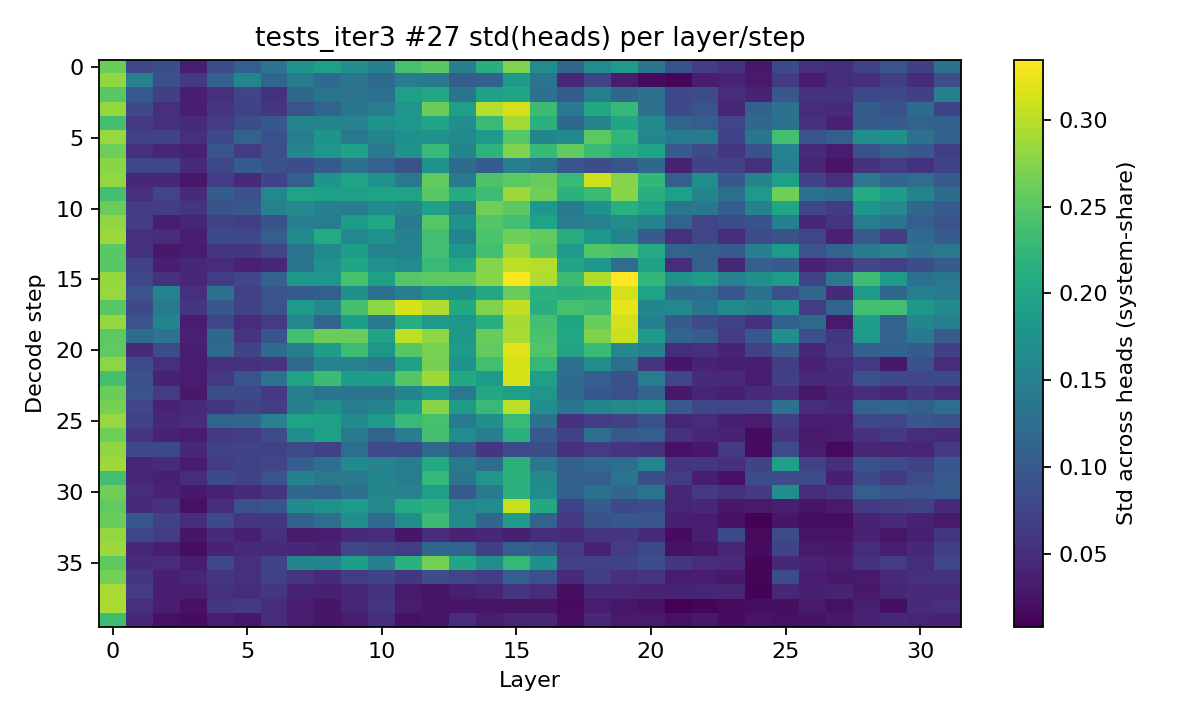 tests_iter3 #27 std(heads) per layer/step
0
5
10
15
20
25
30
35
Decode step
0 5 10 15 20 25 30
Layer
0.30
0.25
0.20
0.15
0.10
0.05
Std across heads (system-share)